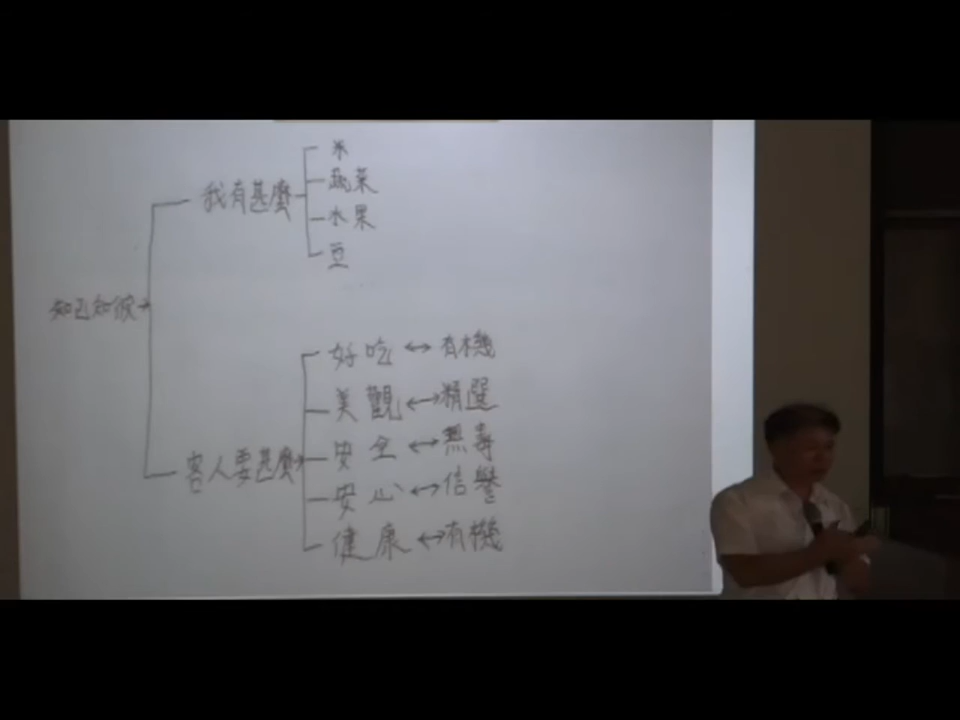 知己知彼→
我有甚麼
米
蔬菜
水果
豆
客人要甚麼→
好吃↔有機
美觀↔精選
安全↔無毒
安心↔信譽
健康↔有機